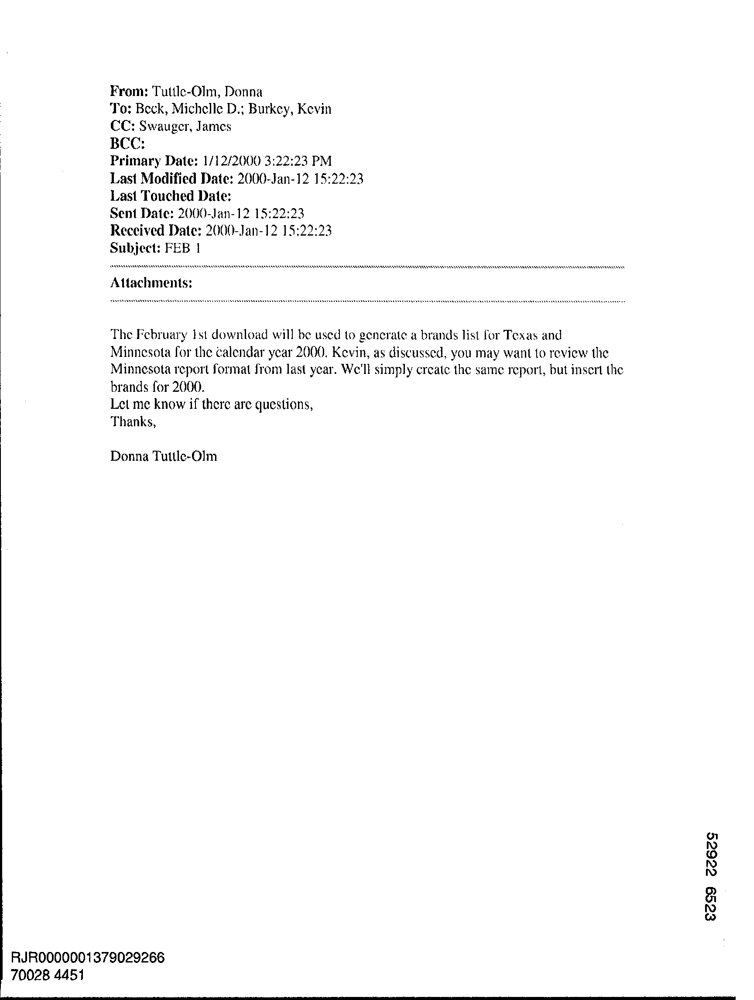 From: Tuttle-Olm, Donna
To: Beck, Michelle D.; Burkey, Kevin
CC: Swauger, James
BCC:
Primary Date: 1/12/2000 3:22:23 PM
Last Modified Date: 2000-Jan-12 15:22:23
Last Touched Date:
Sent Date: 2000-Jan-12 15:22:23
Received Date: 2000-Jan-12 15:22:23
Subject: FEB 1
Attachments:
The February 1st download will be used to generate a brands list for Texas and
Minnesota for the calendar year 2000. Kevin, as discussed, you may want to review the
Minnesota report format from last year. We'll simply create the same report, but insert the
brands for 2000.
Let me know if there are questions,
Thanks,
Donna Tuttle-Olm
52922 6523
RJR0000001379029266
70028 4451